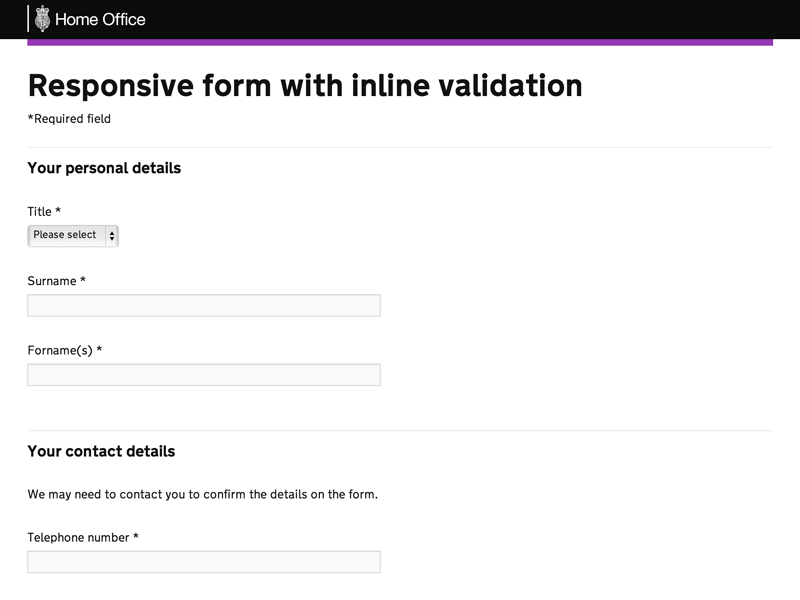 Home Office
Responsive form with inline validation
*Required field
Your personal details
Title *
Please select
Surname *
Forname(s) *
Your contact details
We may need to contact you to confirm the details on the form.
Telephone number *